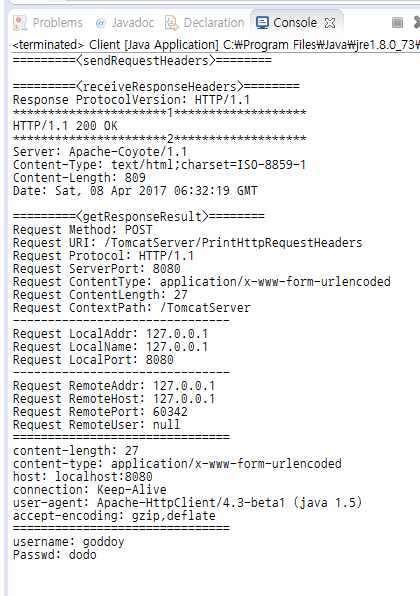 Problems @ Javadoc Declaration Console
<terminated> Client [Java Application] C:₩Program Files₩Java₩jre1.8.0_73₩
=========<sendRequestHeaders>========
=========<receiveResponseHeaders>========
Response ProtocolVersion: HTTP/1.1
**********************1*******************
HTTP/1.1 200 OK
**********************2*******************
Server: Apache-Coyote/1.1
Content-Type: text/html;charset=ISO-8859-1
Content-Length: 809
Date: Sat, 08 Apr 2017 06:32:19 GMT
=========<getResponseResult>========
Request Method: POST
Request URI: /TomcatServer/PrintHttpRequestHeaders
Request Protocol: HTTP/1.1
Request ServerPort: 8080
Request ContentType: application/x-www-form-urlencoded
Request ContentLength: 27
Request ContextPath: /TomcatServer
-------------------------------
Request LocalAddr: 127.0.0.1
Request LocalName: 127.0.0.1
Request LocalPort: 8080
-------------------------------
Request RemoteAddr: 127.0.0.1
Request RemoteHost: 127.0.0.1
Request RemotePort: 60342
Request RemoteUser: null
===============================
content-length: 27
content-type: application/x-www-form-urlencoded
host: localhost:8080
connection: Keep-Alive
user-agent: Apache-HttpClient/4.3-beta1 (java 1.5)
accept-encoding: gzip,deflate
===============================
username: goddoy
Passwd: dodo